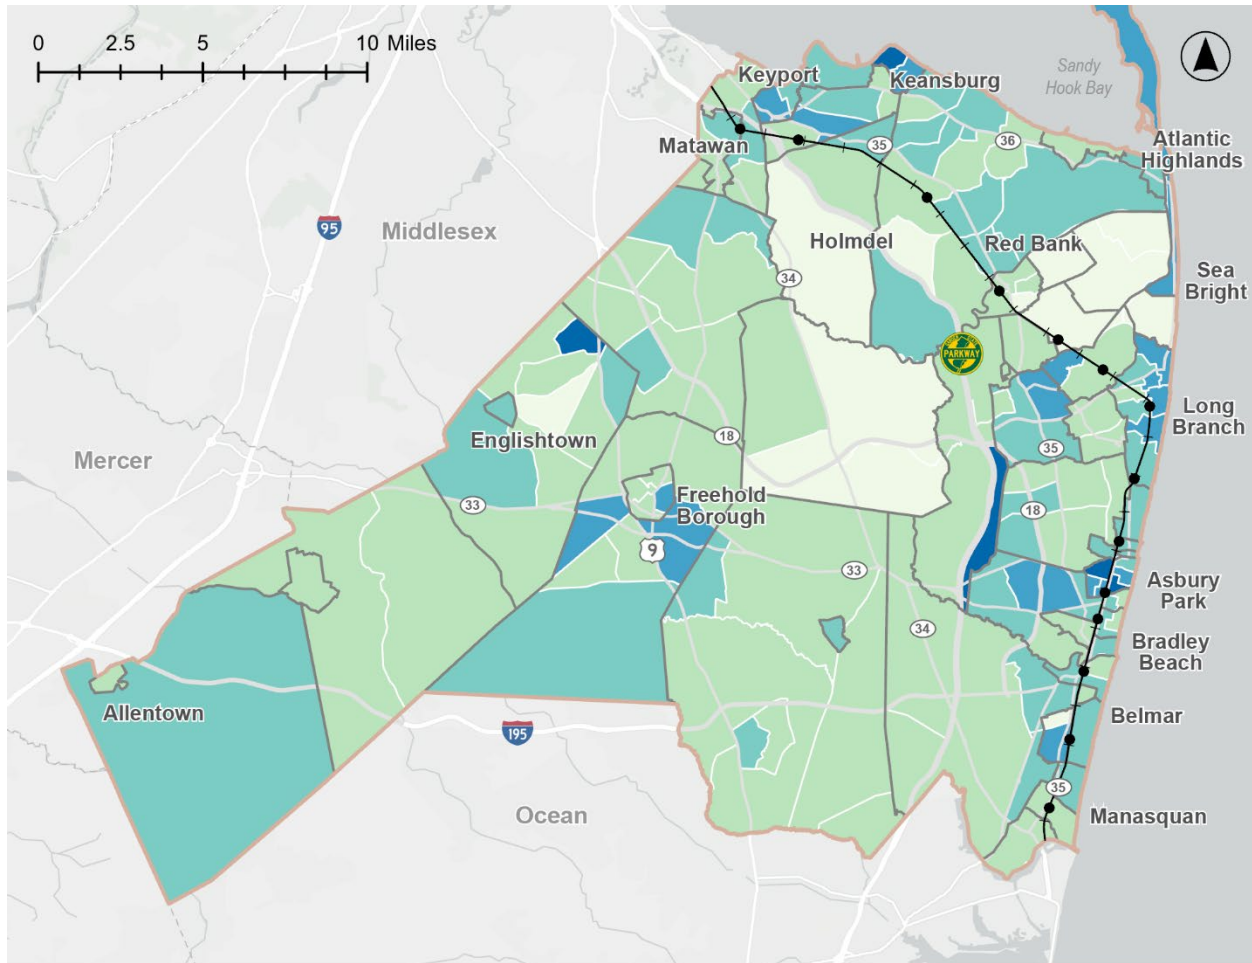 0 2.5 5 10 Miles
Keyport
Keansburg
Sandy
Hook Bay
Matawan
35
36
Atlantic
Highlands
95
Middlesex
Holmdel
Red Bank
34
Sea
Bright
PARKWAY
Long
Branch
Englishtown
18
35
Mercer
33
Freehold
Borough
18
9
33
Asbury
Park
34
Bradley
Beach
Allentown
Belmar
195
35
Ocean
Manasquan